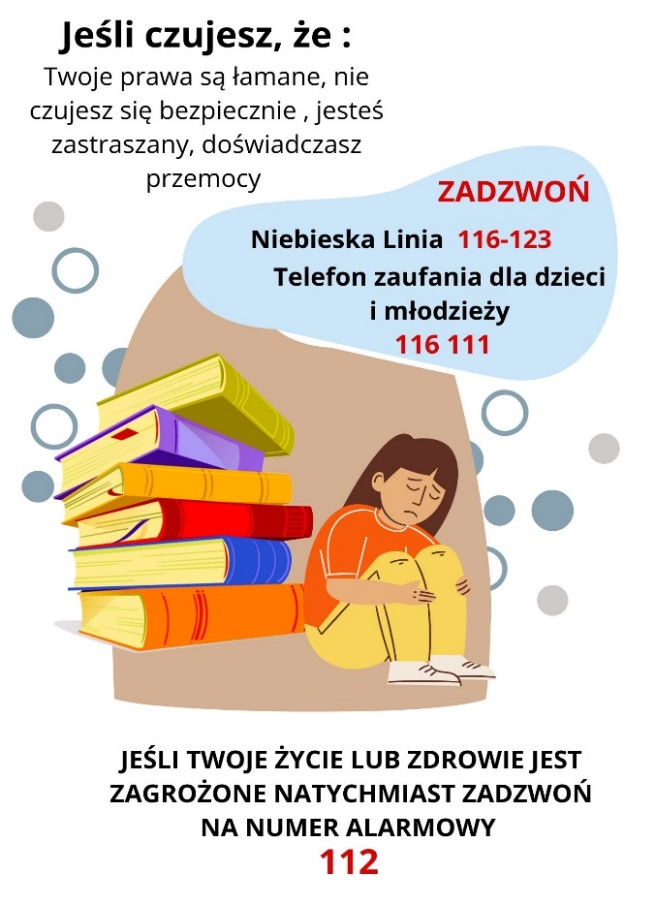 Jeśli czujesz, że :
Twoje prawa są łamane, nie
czujesz się bezpiecznie , jesteś
zastraszany, doświadczasz
przemocy
ZADZWOŃ
Niebieska Linia 116-123
Telefon zaufania dla dzieci
i młodzieży
116 111
JEŚLI TWOJE ŻYCIE LUB ZDROWIE JEST
ZAGROŻONE NATYCHMIAST ZADZWOŃ
NA NUMER ALARMOWY
112